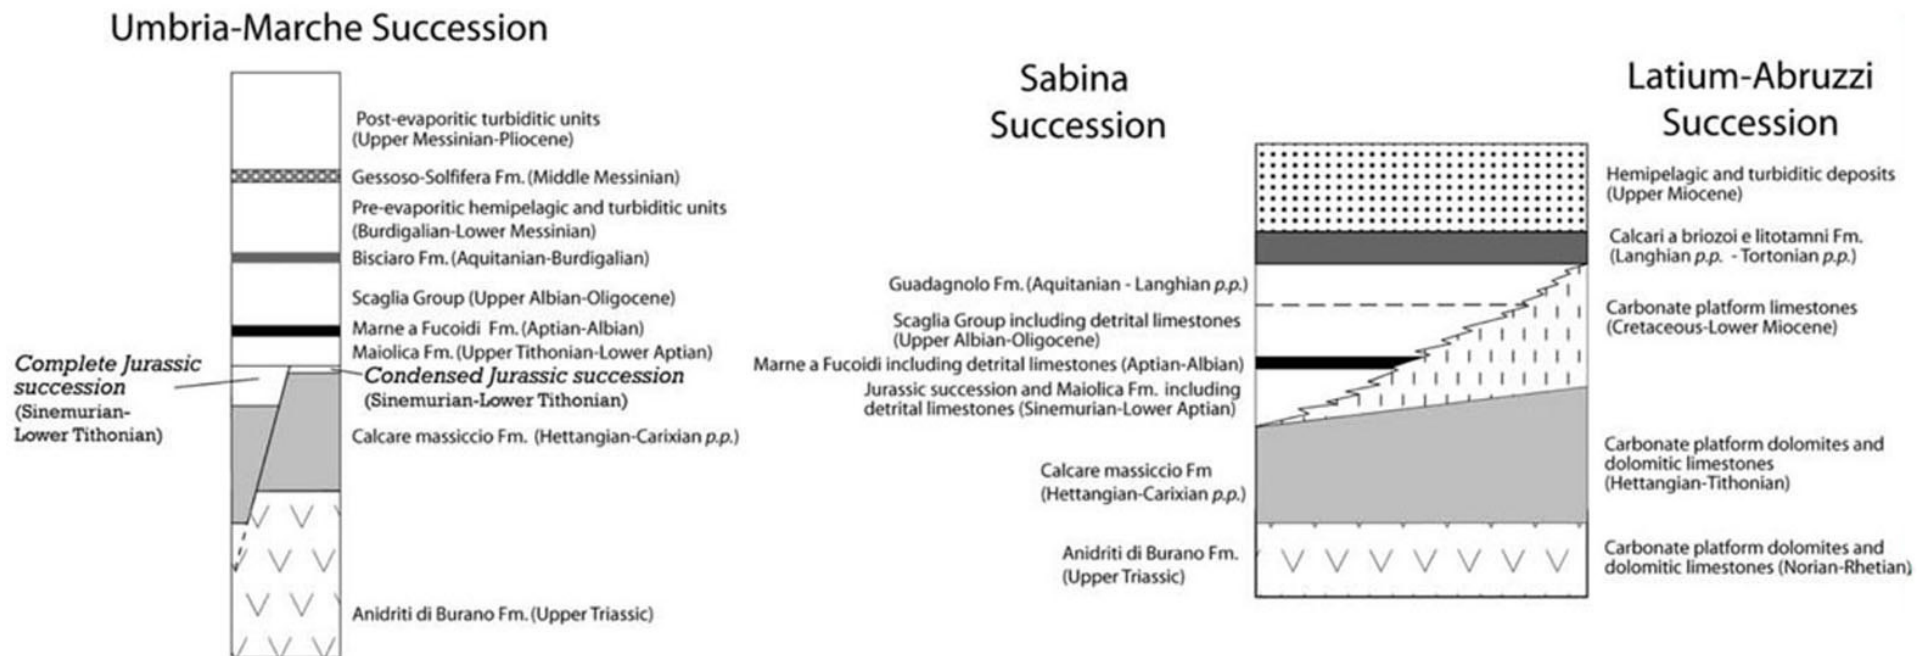 Umbria-Marche Succession
Post-evaporitic turbiditic units
(Upper Messinian-Pliocene)
Gessoso-Solfifera Fm. (Middle Messinian)
Pre-evaporitic hemipelagic and turbiditic units
(Burdigalian-Lower Messinian)
Bisciaro Fm. (Aquitanian-Burdigalian)
Scaglia Group (Upper Albian-Oligocene)
Marne a Fucoidi Fm. (Aptian-Albian)
Maiolica Fm. (Upper Tithonian-Lower Aptian)
Complete Jurassic
succession
(Sinemurian-
Lower Tithonian)
Condensed Jurassic succession
(Sinemurian-Lower Tithonian)
Calcare massiccio Fm. (Hettangian-Carixian p.p.)
Anidriti di Burano Fm. (Upper Triassic)
Sabina
Succession
Guadagnolo Fm. (Aquitanian - Langhian p.p.)
Scaglia Group including detrital limestones
(Upper Albian-Oligocene)
Marne a Fucoidi including detrital limestones (Aptian-Albian)
Jurassic succession and Maiolica Fm. including
detrital limestones (Sinemurian-Lower Aptian)
Calcare massiccio Fm
(Hettangian-Carixian p.p.)
Anidriti di Burano Fm.
(Upper Triassic)
Latium-Abruzzi
Succession
Hemipelagic and turbiditic deposits
(Upper Miocene)
Calcari a briozoi e litotamni Fm.
(Langhian p.p. - Tortonian p.p.)
Carbonate platform limestones
(Cretaceous-Lower Miocene)
Carbonate platform dolomites and
dolomitic limestones
(Hettangian-Tithonian)
Carbonate platform dolomites and
dolomitic limestones (Norian-Rhetian)